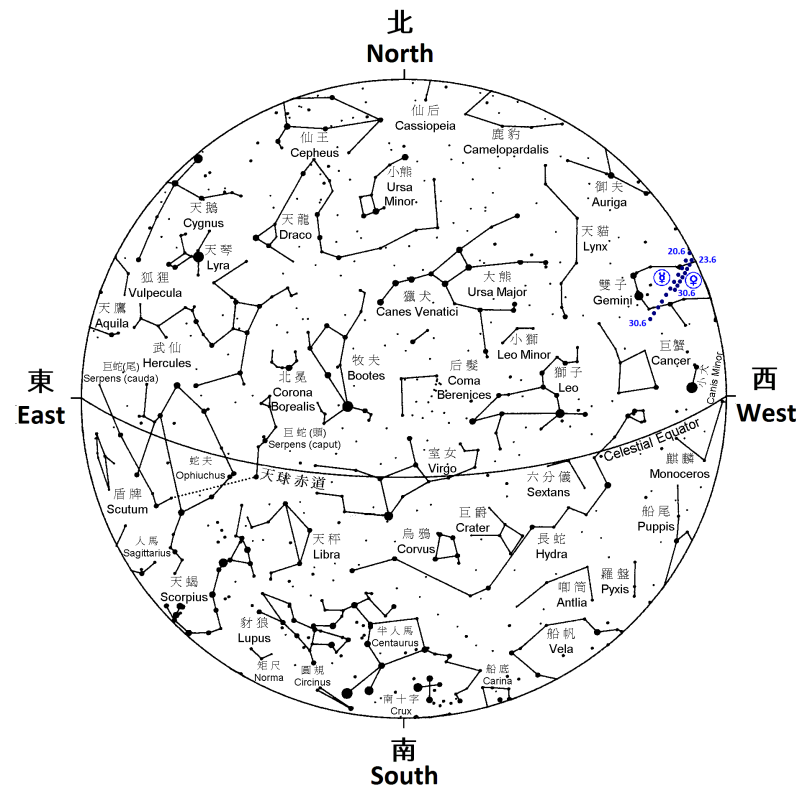 北
North
仙后
Cassiopeia
仙王
Cepheus
鹿豹
Camelopardalis
小熊
Ursa
Minor
御夫
Auriga
天鵝
Cygnus
天龍
Draco
天貓
Lynx
天琴
Lyra
20.6
23.6
狐狸
Vulpecula
大熊
Ursa Major
雙子
Gemini
☿
♀
30.6
30.6
獵犬
Canes Venatici
天鷹
Aquila
武仙
Hercules
小獅
Leo Minor
巨蟹
Cancer
巨蛇(尾)
Serpens (cauda)
牧夫
Bootes
后髮
Coma
Berenices
獅子
Leo
小犬
Canis Minor
北冕
Corona
Borealis
東
East
西
West
巨蛇(頭)
Serpens (caput)
室女
Virgo
Celestial Equator
蛇夫
Ophiuchus
天球赤道
六分儀
Sextans
麒麟
Monoceros
盾牌
Scutum
巨爵
Crater
船尾
Puppis
人馬
Sagittarius
天秤
Libra
烏鴉
Corvus
長蛇
Hydra
天蝎
Scorpius
唧筒
Antlia
羅盤
Pyxis
豺狼
Lupus
半人馬
Centaurus
船帆
Vela
矩尺
Norma
圓規
Circinus
船底
Carina
南十字
Crux
南
South